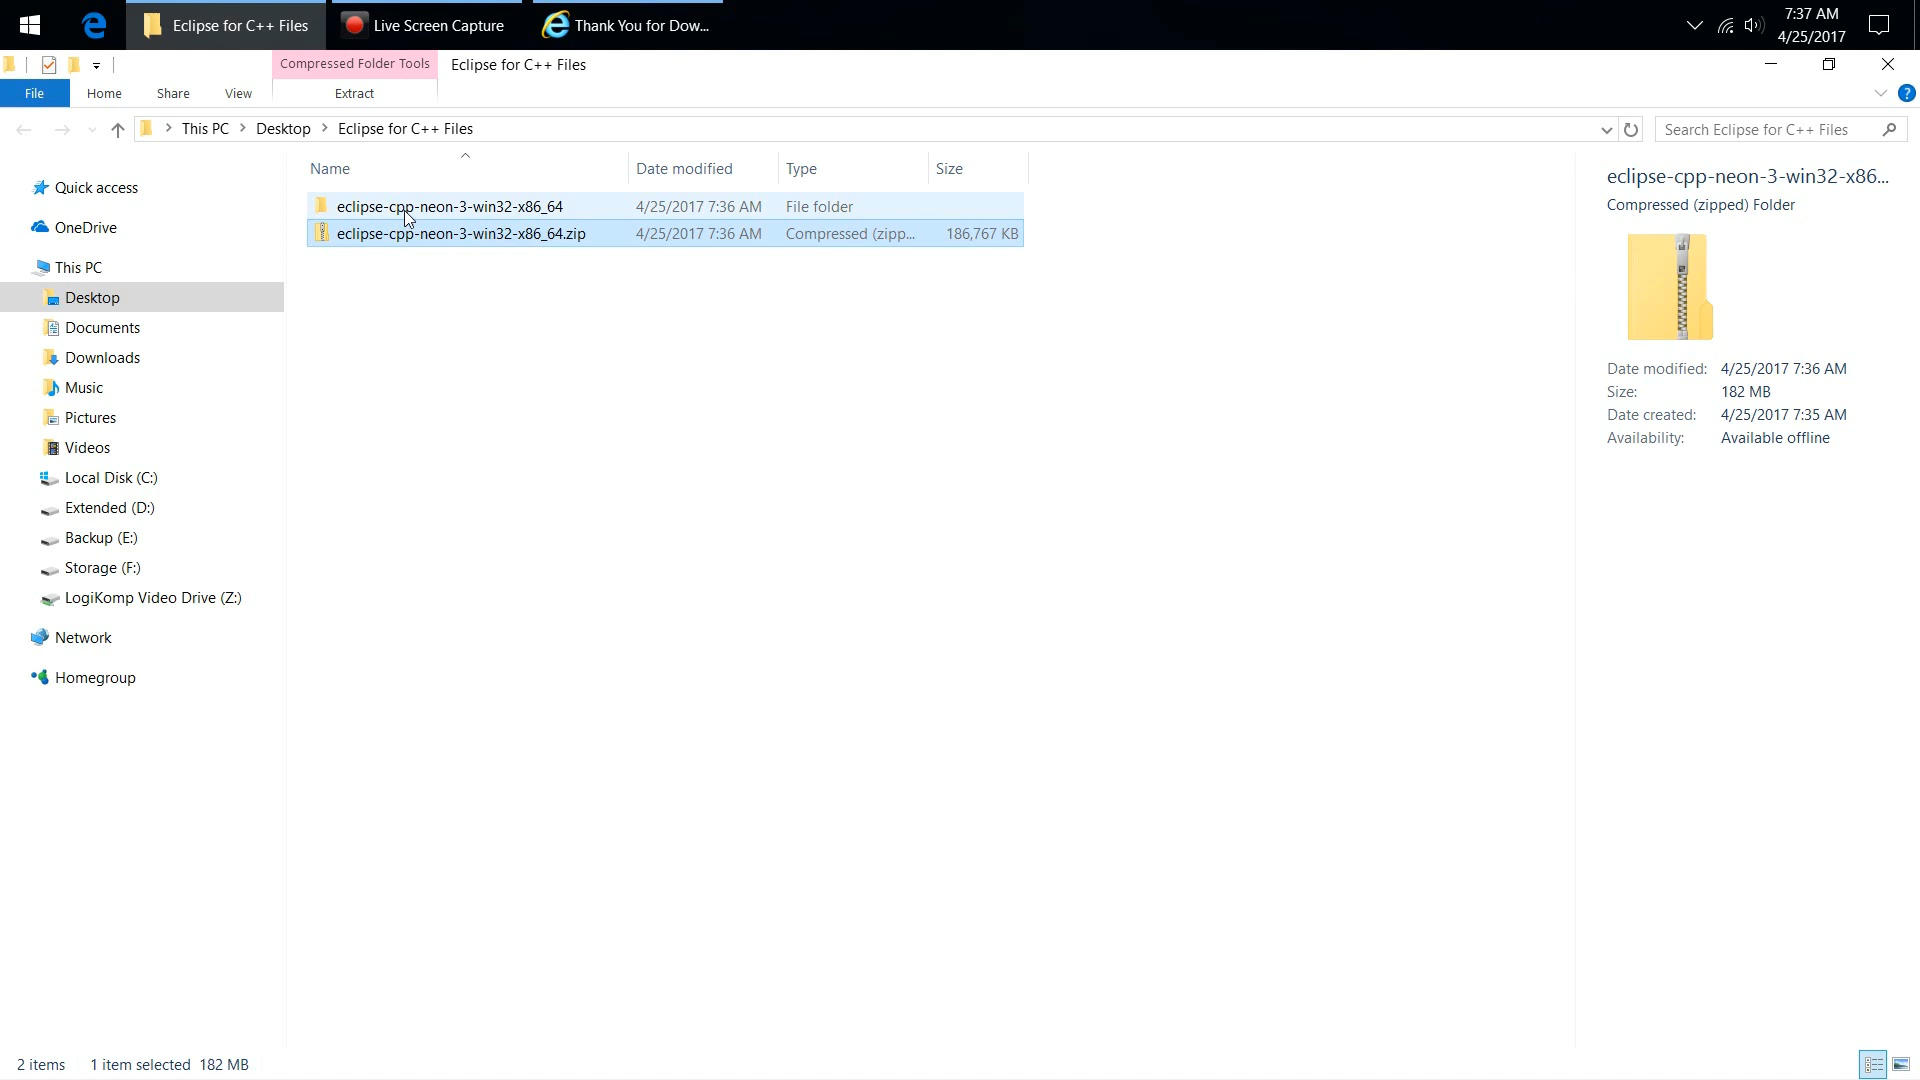 Eclipse for C++ Files
Live Screen Capture
Thank You for Dow...
7:37 AM
4/25/2017
Compressed Folder Tools
Eclipse for C++ Files
File
Home
Share
View
Extract
?
This PC
Desktop
Eclipse for C++ Files
Search Eclipse for C++ Files
Name
Date modified
Type
Size
eclipse-cpp-neon-3-win32-x86_64 4/25/2017 7:36 AM File folder
eclipse-cpp-neon-3-win32-x86_64.zip 4/25/2017 7:36 AM Compressed (zipp... 186,767 KB
Quick access
OneDrive
This PC
Desktop
Documents
Downloads
Music
Pictures
Videos
Local Disk (C:)
Extended (D:)
Backup (E:)
Storage (F:)
LogiKomp Video Drive (Z:)
Network
Homegroup
eclipse-cpp-neon-3-win32-x86...
Compressed (zipped) Folder
Date modified: 4/25/2017 7:36 AM
Size: 182 MB
Date created: 4/25/2017 7:35 AM
Availability: Available offline
2 items 1 item selected 182 MB